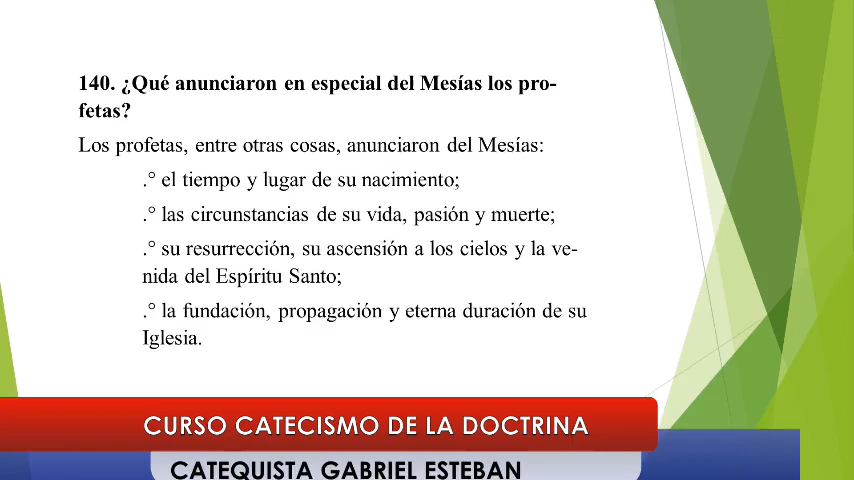 140. ¿Qué anunciaron en especial del Mesías los pro-
fetas?
Los profetas, entre otras cosas, anunciaron del Mesías:
.° el tiempo y lugar de su nacimiento;
.° las circunstancias de su vida, pasión y muerte;
.° su resurrección, su ascensión a los cielos y la ve-
nida del Espíritu Santo;
.° la fundación, propagación y eterna duración de su
Iglesia.
CURSO CATECISMO DE LA DOCTRINA
CATEQUISTA GABRIEL ESTEBAN